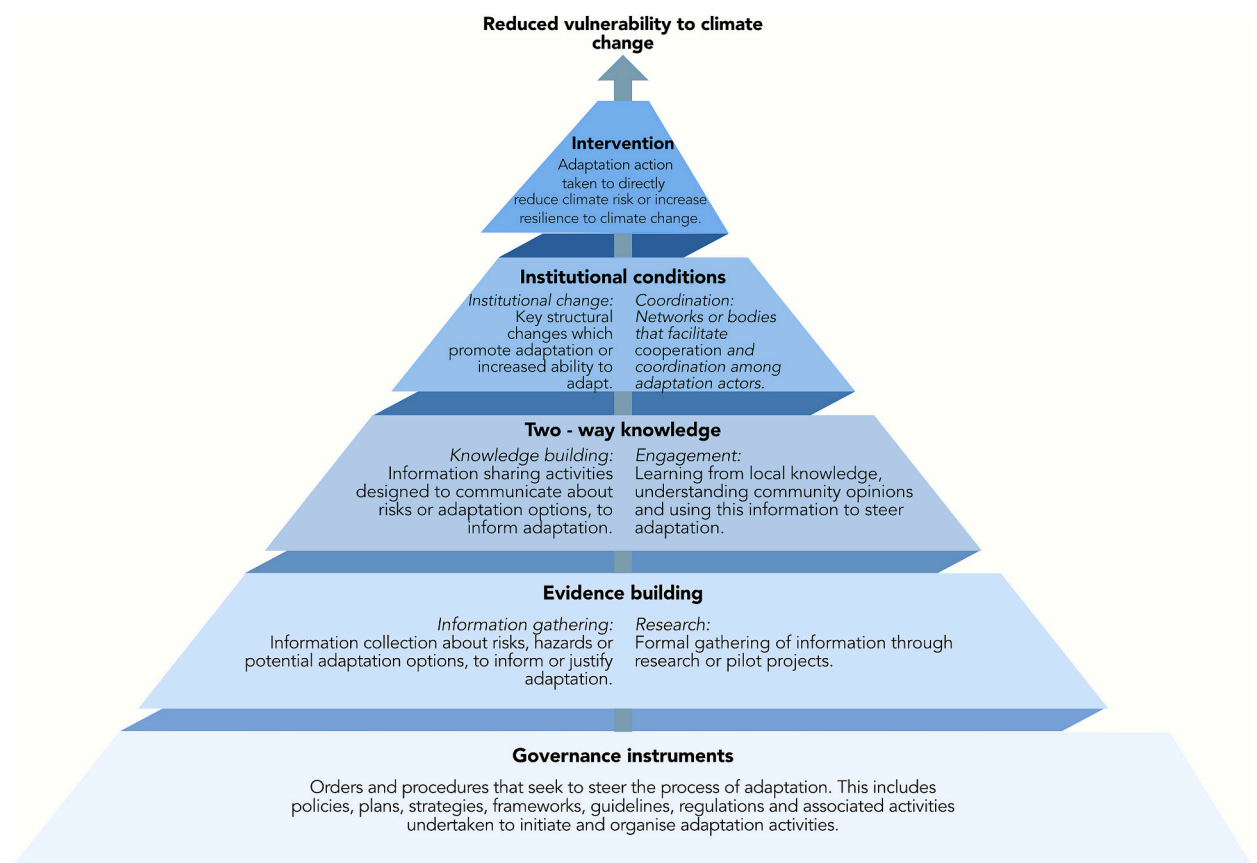 Reduced vulnerability to climate
change
Intervention
Adaptation action
taken to directly
reduce climate risk or increase
resilience to climate change.
Institutional conditions
Institutional change:
Key structural
changes which
promote adaptation or
increased ability to
adapt.
Coordination:
Networks or bodies
that facilitate
cooperation and
coordination among
adaptation actors.
Two - way knowledge
Knowledge building:
Information sharing activities
designed to communicate about
risks or adaptation options, to
inform adaptation.
Engagement:
Learning from local knowledge,
understanding community opinions
and using this information to steer
adaptation.
Evidence building
Information gathering:
Information collection about risks, hazards or
potential adaptation options, to inform or justify
adaptation.
Research:
Formal gathering of information through
research or pilot projects.
Governance instruments
Orders and procedures that seek to steer the process of adaptation. This includes
policies, plans, strategies, frameworks, guidelines, regulations and associated activities
undertaken to initiate and organise adaptation activities.